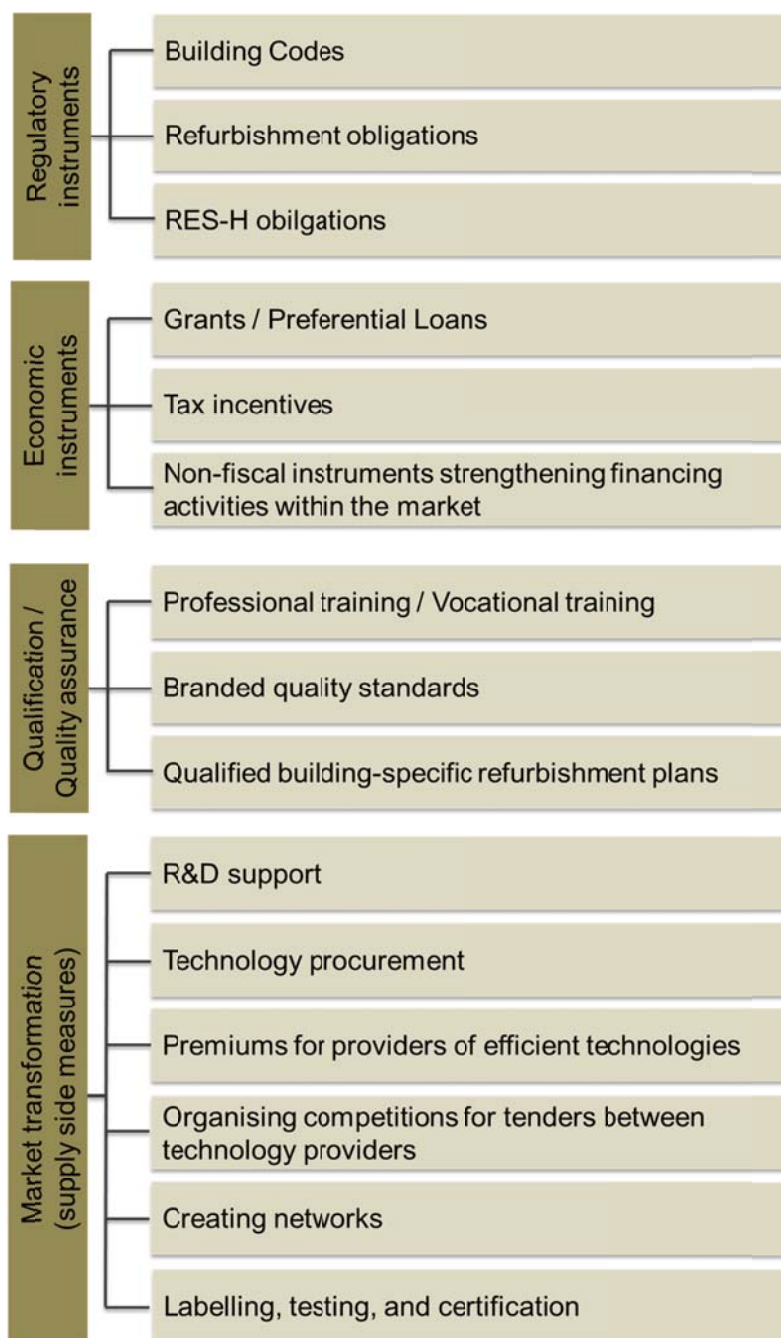 Regulatory
instruments
Building Codes
Refurbishment obligations
RES-H obilgations
Economic
instruments
Grants / Preferential Loans
Tax incentives
Non-fiscal instruments strengthening financing
activities within the market
Qualification /
Quality assurance
Professional training / Vocational training
Branded quality standards
Qualified building-specific refurbishment plans
Market transformation
(supply side measures)
R&D support
Technology procurement
Premiums for providers of efficient technologies
Organising competitions for tenders between
technology providers
Creating networks
Labelling, testing, and certification